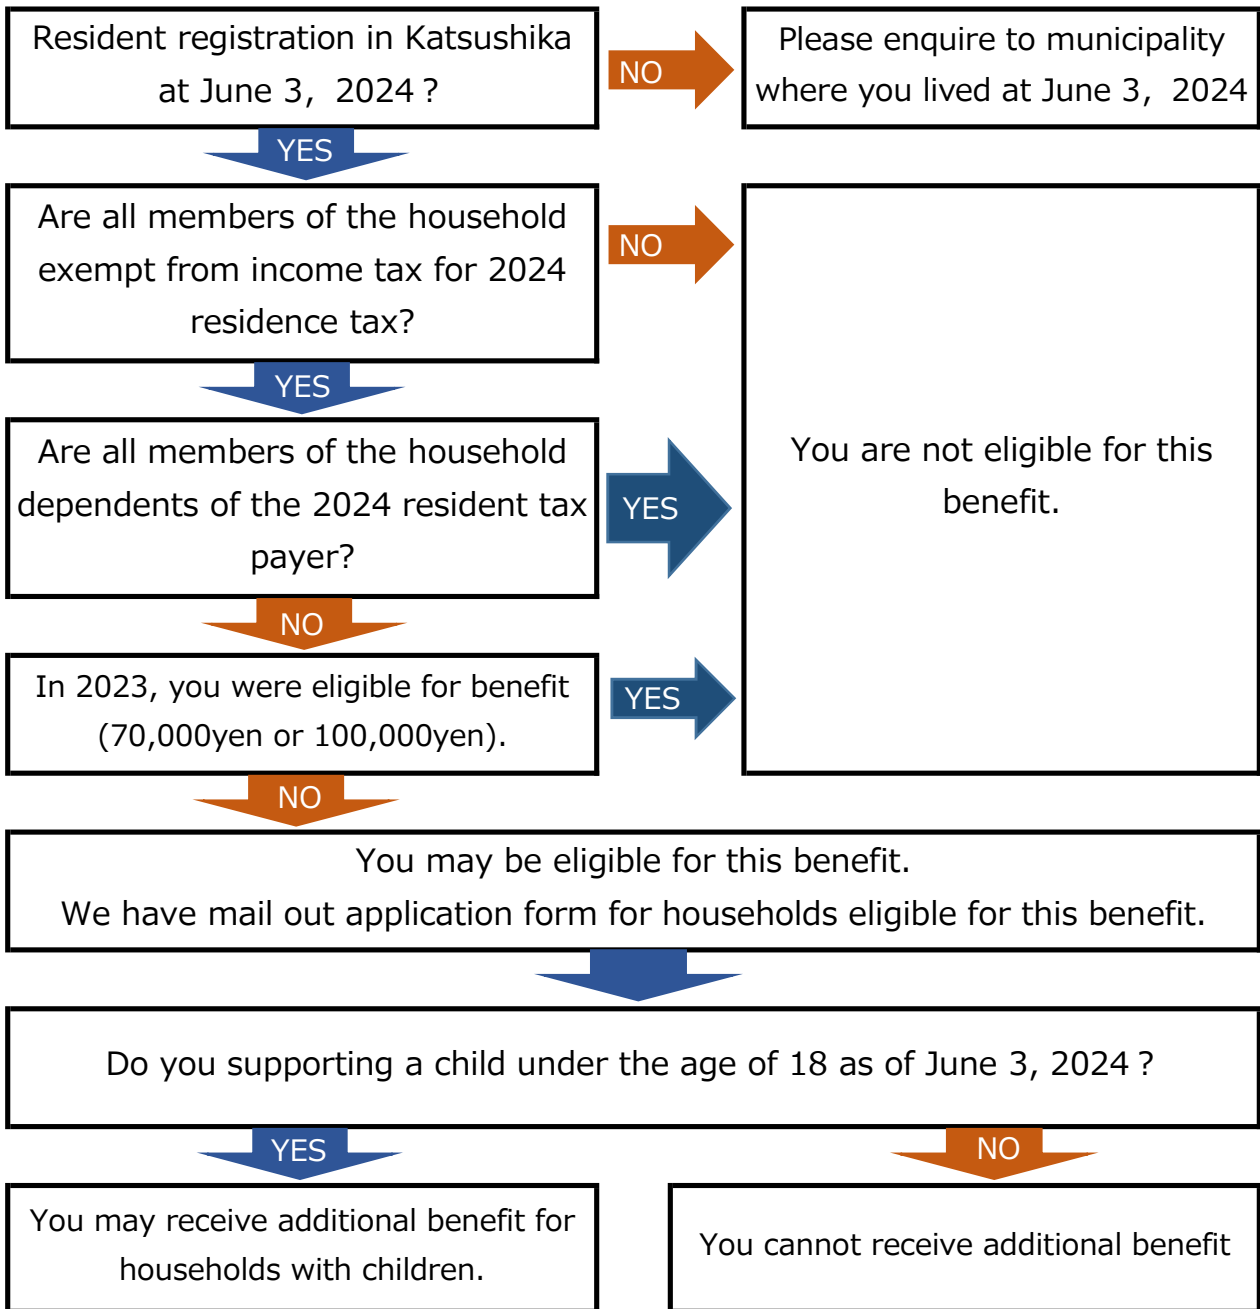 Resident registration in Katsushika
at June 3, 2024？
NO
Please enquire to municipality
where you lived at June 3, 2024
YES
Are all members of the household
exempt from income tax for 2024
residence tax?
NO
YES
Are all members of the household
dependents of the 2024 resident tax
payer?
YES
You are not eligible for this
benefit.
NO
In 2023, you were eligible for benefit
(70,000yen or 100,000yen).
YES
NO
You may be eligible for this benefit.
We have mail out application form for households eligible for this benefit.
Do you supporting a child under the age of 18 as of June 3, 2024？
YES
NO
You may receive additional benefit for
households with children.
You cannot receive additional benefit